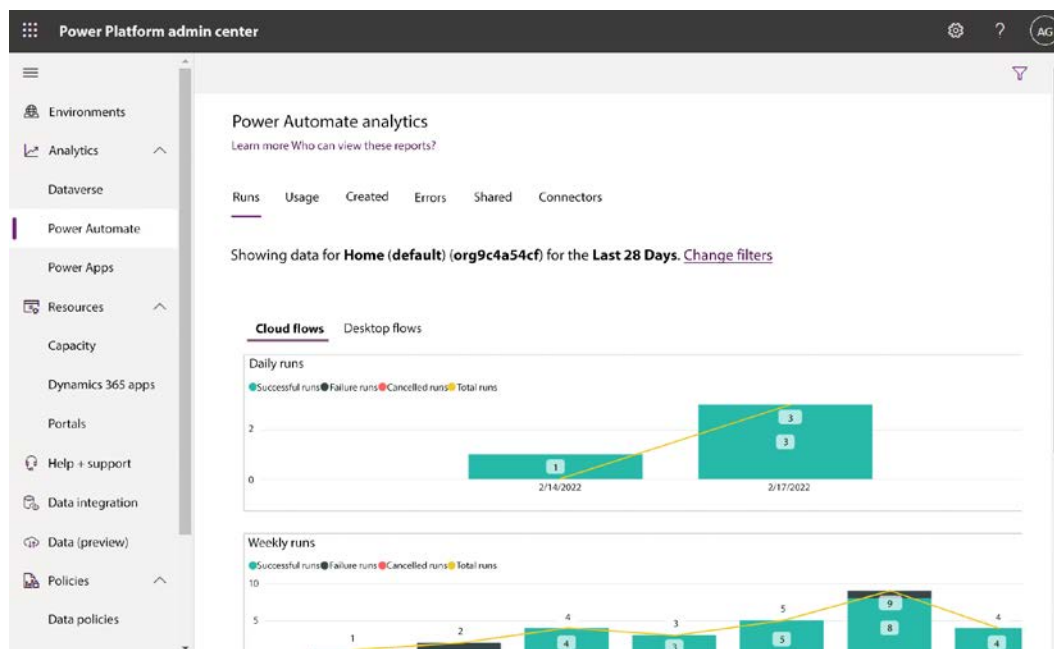 Power Platform admin center
?
AG
Environments
Analytics
Dataverse
Power Automate
Power Apps
Resources
Capacity
Dynamics 365 apps
Portals
Help + support
Data integration
Data (preview)
Policies
Data policies
Power Automate analytics
Learn more Who can view these reports?
Runs Usage Created Errors Shared Connectors
Showing data for Home (default) (org9c4a54cf) for the Last 28 Days. Change filters
Cloud flows Desktop flows
Daily runs
Successful runs Failure runs Cancelled runs Total runs
2
0
1
3
3
2/14/2022 2/17/2022
Weekly runs
Successful runs Failure runs Cancelled runs Total runs
10
5
1 2 4 3 5 9 4
4 3 5 8 4